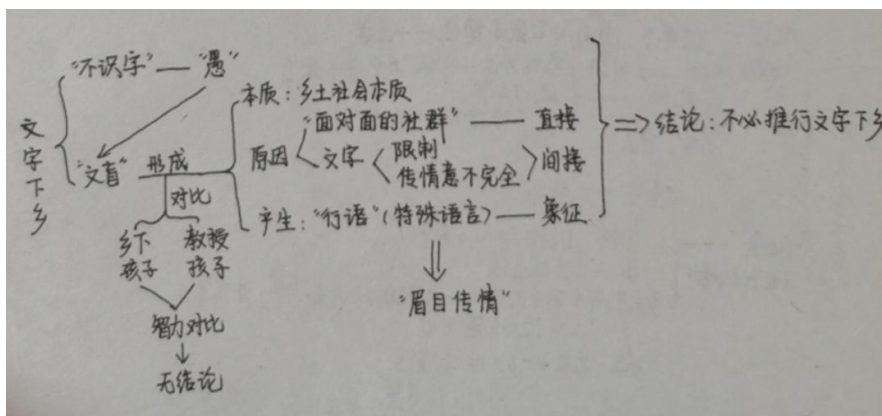 文字下乡
"不识字"——"愚"
"文盲" 形成
对比
乡下孩子
教授孩子
智力对比
无结论
本质：乡土社会本质
原因
"面对面的社群"——直接
文字
限制
传情意不完全
间接
产生："行语"(特殊语言)——象征
"眉目传情"
=>结论：不必推行文字下乡